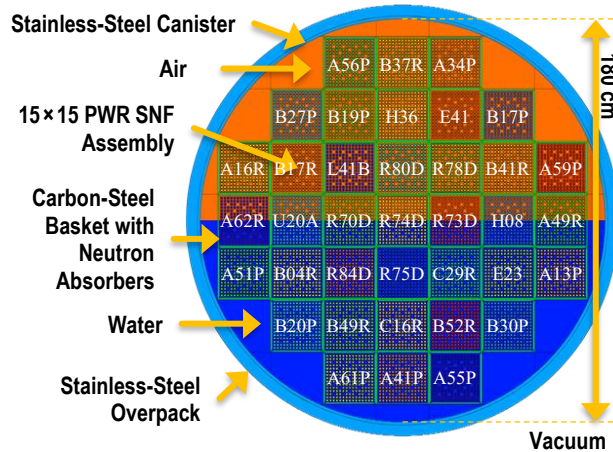 Stainless-Steel Canister
Air
15×15 PWR SNF
Assembly
Carbon-Steel
Basket with
Neutron
Absorbers
Water
Stainless-Steel
Overpack
A56P B37R A34P
B27P B19P H36 E41 B17P
A16R B17R L41B R80D R78D B41R A59P
A62R U20A R70D R74D R73D H08 A49R
A51P B04R R84D R75D C29R E23 A13P
B20P B49R C16R B52R B30P
A61P A41P A55P
180 cm
Vacuum